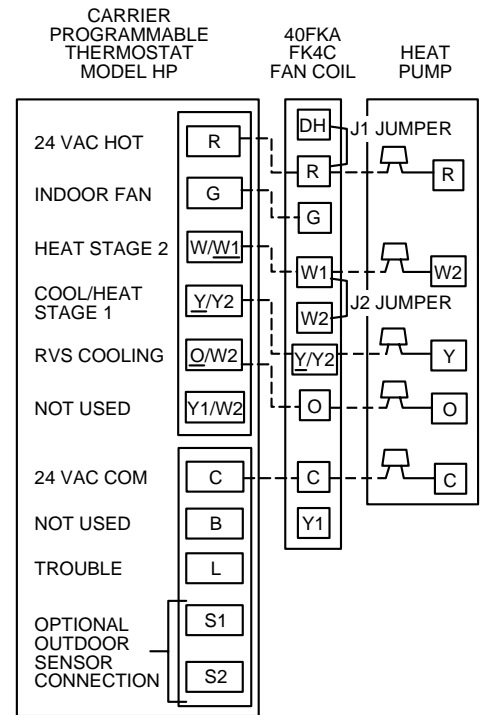 CARRIER
PROGRAMMABLE
THERMOSTAT
MODEL HP
40FKA
FK4C
FAN COIL
HEAT
PUMP
24 VAC HOT
R
DH
J1 JUMPER
R
R
INDOOR FAN
G
G
HEAT STAGE 2
W/W1
W1
W2
COOL/HEAT
STAGE 1
Y/Y2
W2
J2 JUMPER
RVS COOLING
O/W2
Y/Y2
Y
NOT USED
Y1/W2
O
O
24 VAC COM
C
C
C
NOT USED
B
Y1
TROUBLE
L
OPTIONAL
OUTDOOR
SENSOR
CONNECTION
S1
S2